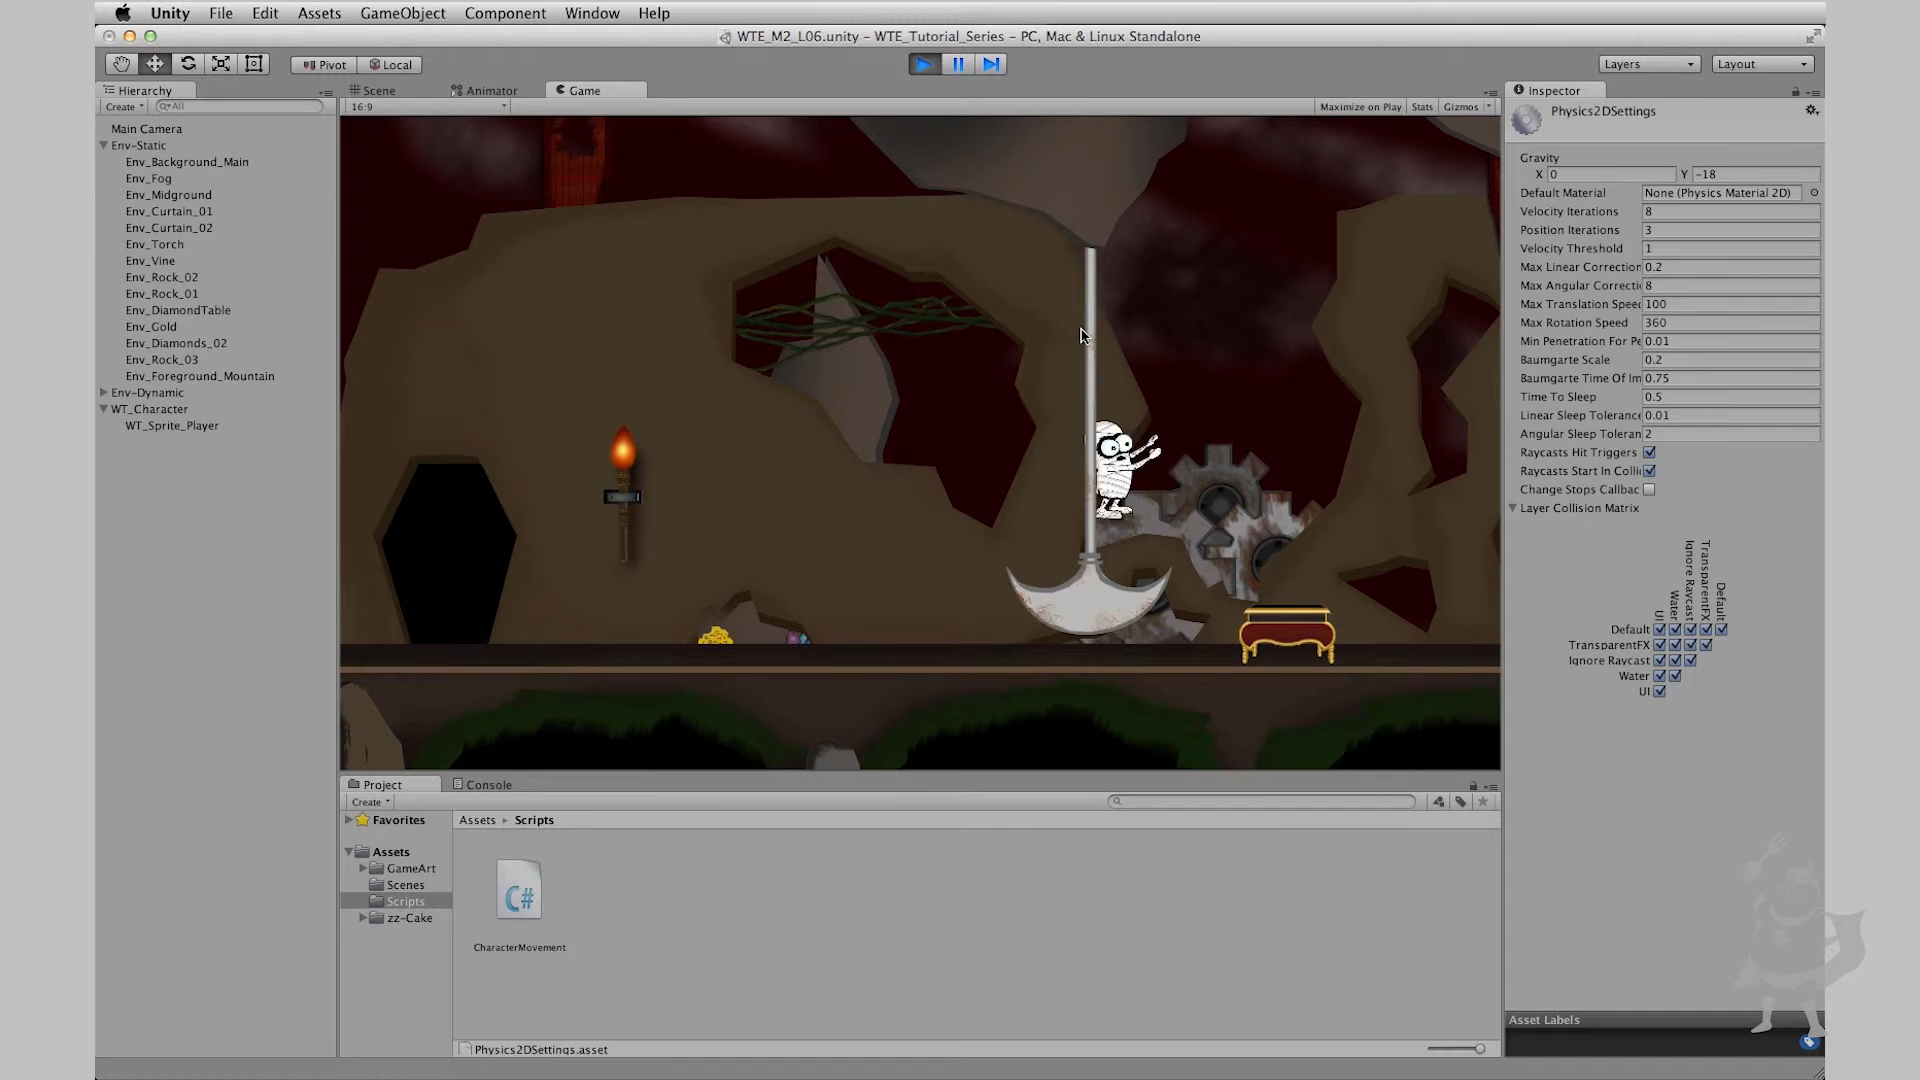 Unity File Edit Assets GameObject Component Window Help
WTE_M2_L06.unity – WTE_Tutorial_Series – PC, Mac & Linux Standalone
Pivot Local Layers Layout
Hierarchy
Create All
Main Camera
Env-Static
Env_Background_Main
Env_Fog
Env_Midground
Env_Curtain_01
Env_Curtain_02
Env_Torch
Env_Vine
Env_Rock_02
Env_Rock_01
Env_DiamondTable
Env_Gold
Env_Diamonds_02
Env_Rock_03
Env_Foreground_Mountain
Env-Dynamic
WT_Character
WT_Sprite_Player
Scene Animator Game
16:9 Maximize on Play Stats Gizmos
Inspector
Physics2DSettings
Gravity
X 0 Y -18
Default Material None (Physics Material 2D)
Velocity Iterations 8
Position Iterations 3
Velocity Threshold 1
Max Linear Correction 0.2
Max Angular Correcti 8
Max Translation Speed 100
Max Rotation Speed 360
Min Penetration For Pe 0.01
Baumgarte Scale 0.2
Baumgarte Time Of Im 0.75
Time To Sleep 0.5
Linear Sleep Tolerance 0.01
Angular Sleep Toleran 2
Raycasts Hit Triggers
Raycasts Start In Colli
Change Stops Callbac
Layer Collision Matrix
UI
Water
Ignore Raycast
TransparentFX
Default
Default
TransparentFX
Ignore Raycast
Water
UI
Project Console
Create
Favorites
Assets
GameArt
Scenes
Scripts
zz-Cake
Assets Scripts
C#
CharacterMovement
Physics2DSettings.asset
Asset Labels